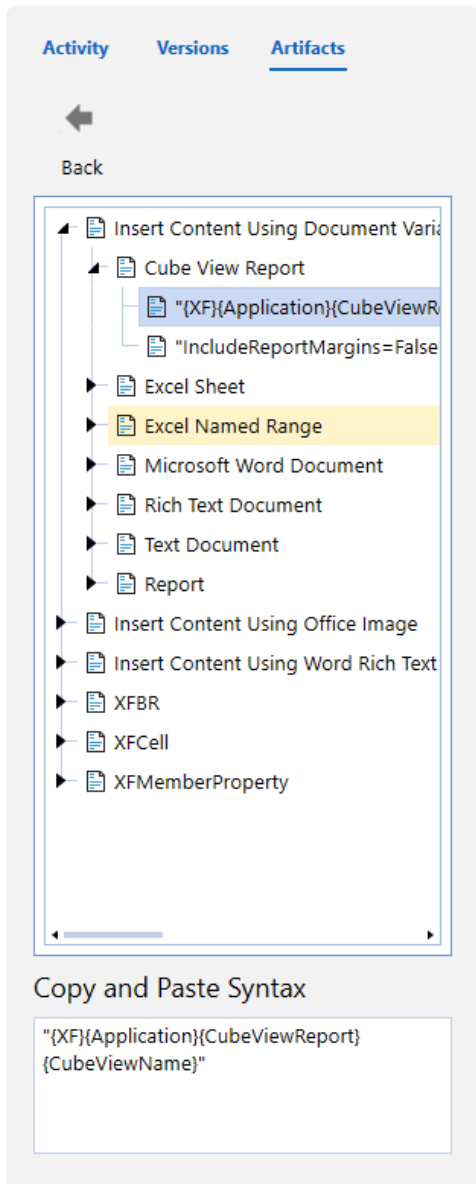 Activity Versions Artifacts
Back
Insert Content Using Document Varia
Cube View Report
"{XF}{Application}{CubeViewR
"IncludeReportMargins=False
Excel Sheet
Excel Named Range
Microsoft Word Document
Rich Text Document
Text Document
Report
Insert Content Using Office Image
Insert Content Using Word Rich Text
XFBR
XFCell
XFMemberProperty
Copy and Paste Syntax
"{XF}{Application}{CubeViewReport}
{CubeViewName}"